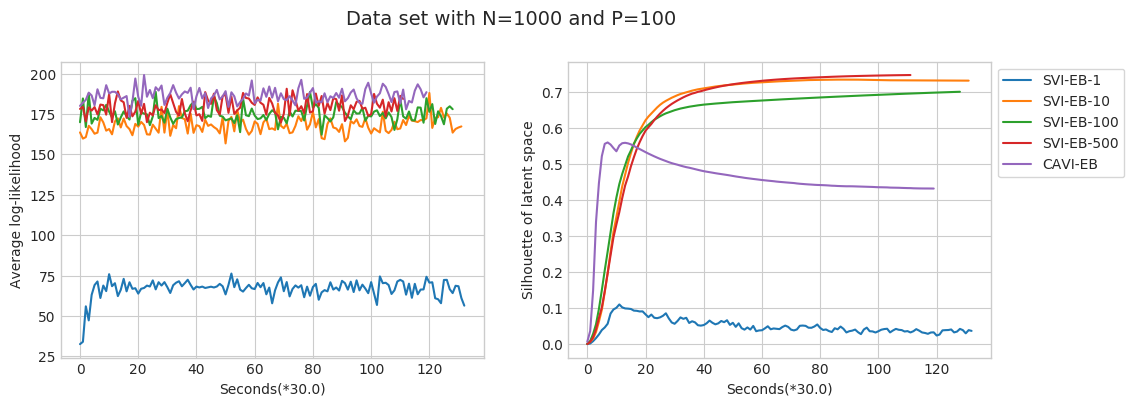 Data set with N=1000 and P=100
Average log-likelihood
200
175
150
125
100
75
50
25
0 20 40 60 80 100 120
Seconds(*30.0)
Silhouette of latent space
0.7
0.6
0.5
0.4
0.3
0.2
0.1
0.0
0 20 40 60 80 100 120
Seconds(*30.0)
SVI-EB-1
SVI-EB-10
SVI-EB-100
SVI-EB-500
CAVI-EB